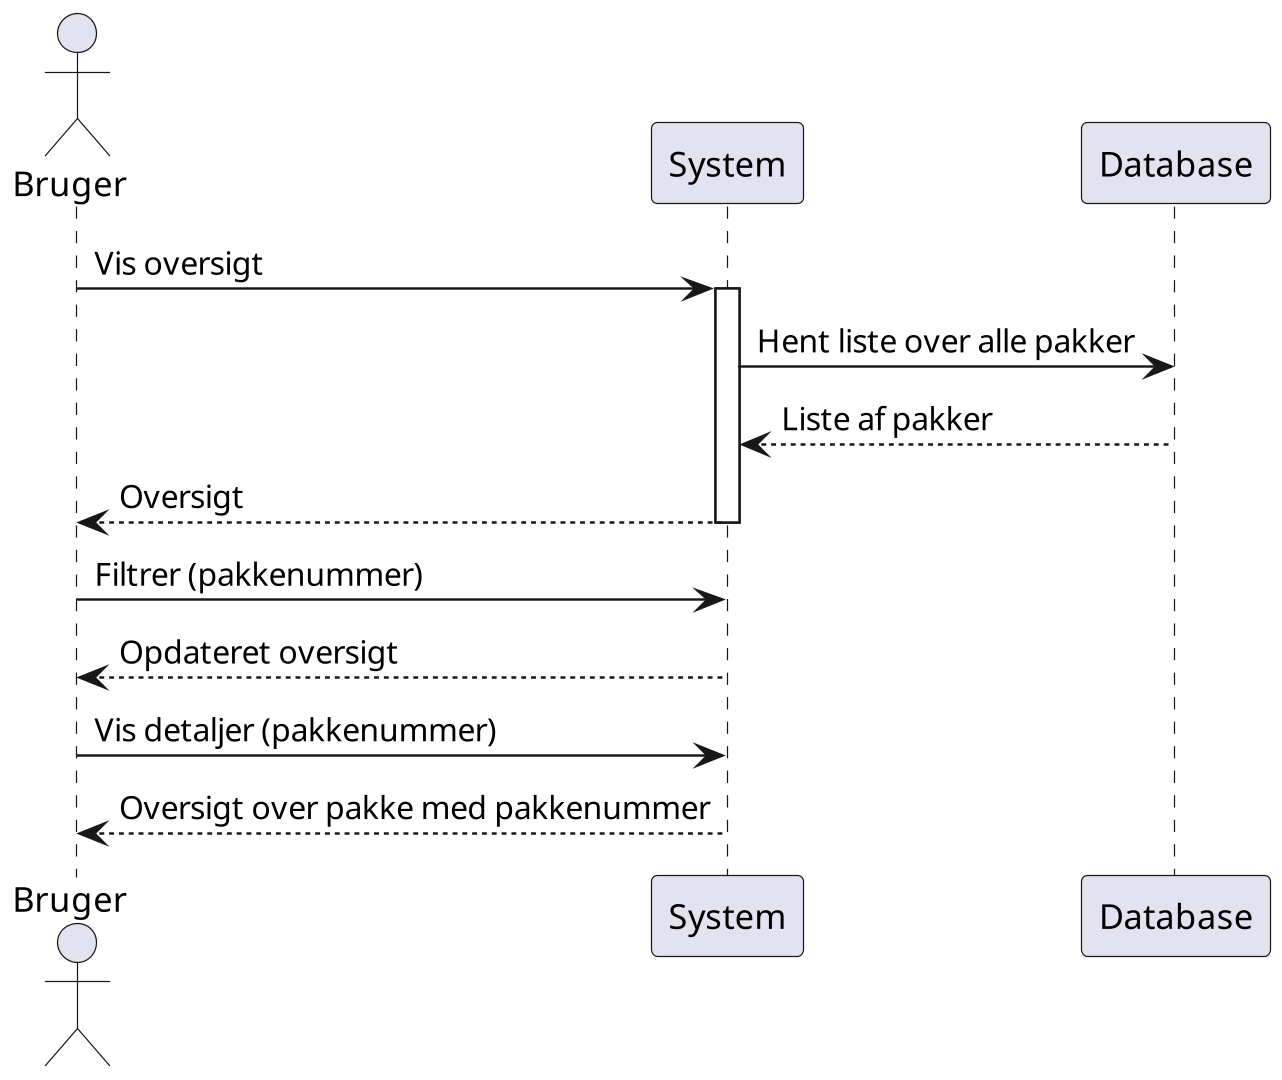 Bruger
System
Database
Vis oversigt
Hent liste over alle pakker
Liste af pakker
Oversigt
Filtrer (pakkenummer)
Opdateret oversigt
Vis detaljer (pakkenummer)
Oversigt over pakke med pakkenummer
Bruger
System
Database